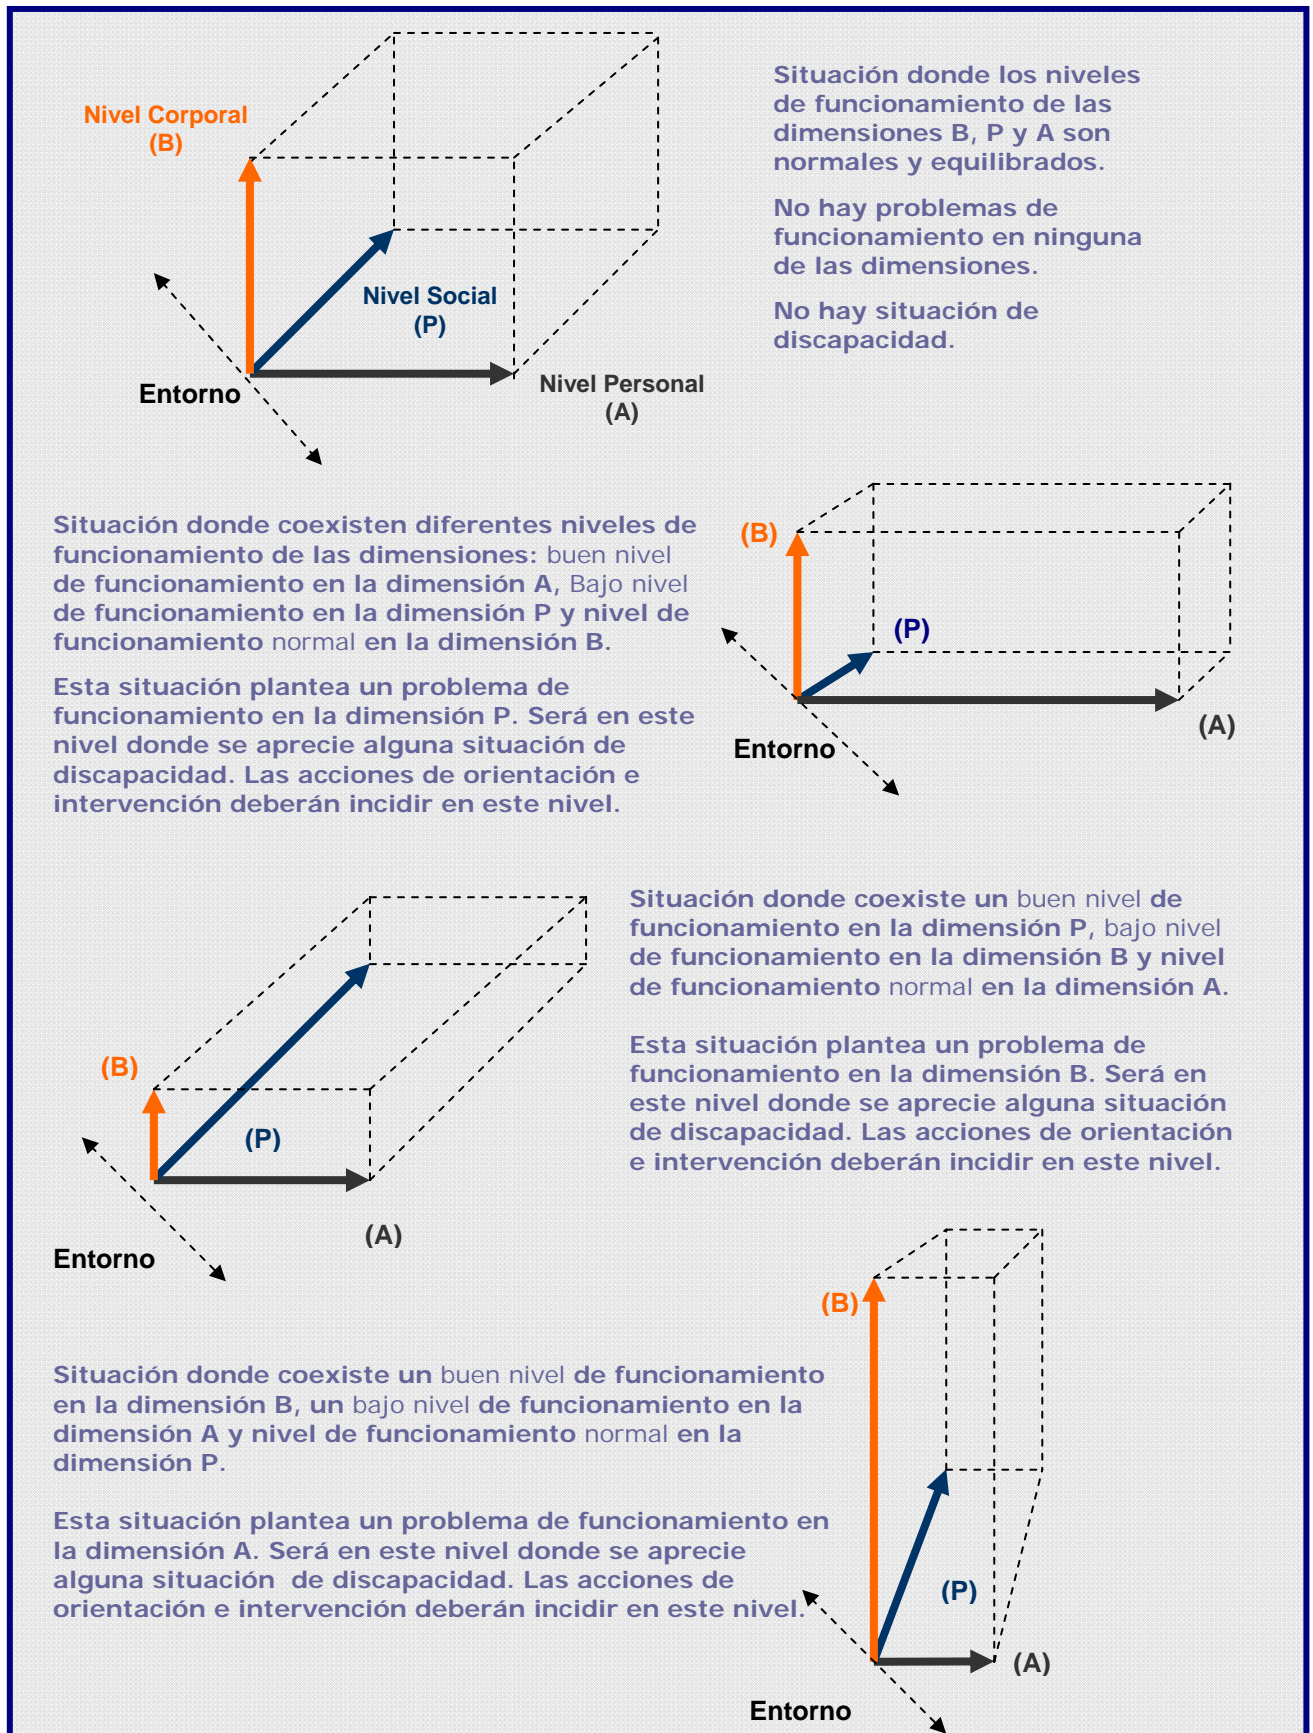 Nivel Corporal
(B)
Nivel Social
(P)
Entorno
Nivel Personal
(A)
Situación donde los niveles
de funcionamiento de las
dimensiones B, P y A son
normales y equilibrados.
No hay problemas de
funcionamiento en ninguna
de las dimensiones.
No hay situación de
discapacidad.
Situación donde coexisten diferentes niveles de
funcionamiento de las dimensiones: buen nivel
de funcionamiento en la dimensión A, Bajo nivel
de funcionamiento en la dimensión P y nivel de
funcionamiento normal en la dimensión B.
Esta situación plantea un problema de
funcionamiento en la dimensión P. Será en este
nivel donde se aprecie alguna situación de
discapacidad. Las acciones de orientación e
intervención deberán incidir en este nivel.
(B)
(P)
(A)
Entorno
(B)
(P)
(A)
Entorno
Situación donde coexiste un buen nivel de
funcionamiento en la dimensión P, bajo nivel
de funcionamiento en la dimensión B y nivel
de funcionamiento normal en la dimensión A.
Esta situación plantea un problema de
funcionamiento en la dimensión B. Será en
este nivel donde se aprecie alguna situación
de discapacidad. Las acciones de orientación
e intervención deberán incidir en este nivel.
Situación donde coexiste un buen nivel de funcionamiento
en la dimensión B, un bajo nivel de funcionamiento en la
dimensión A y nivel de funcionamiento normal en la
dimensión P.
Esta situación plantea un problema de funcionamiento en
la dimensión A. Será en este nivel donde se aprecie
alguna situación  de discapacidad. Las acciones de
orientación e intervención deberán incidir en este nivel.
(B)
(P)
(A)
Entorno